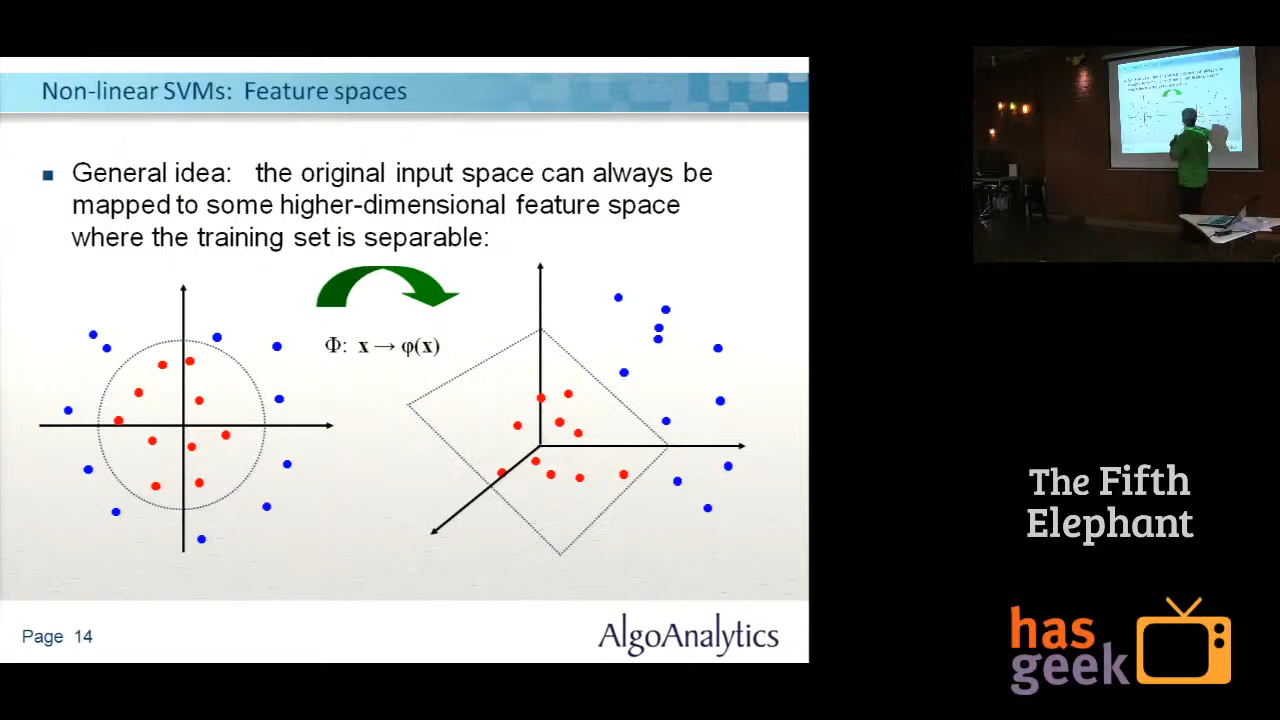 Non-linear SVMs: Feature spaces
General idea: the original input space can always be
mapped to some higher-dimensional feature space
where the training set is separable:
Φ: x → φ(x)
Page 14
AlgoAnalytics
The Fifth
Elephant
has
geek